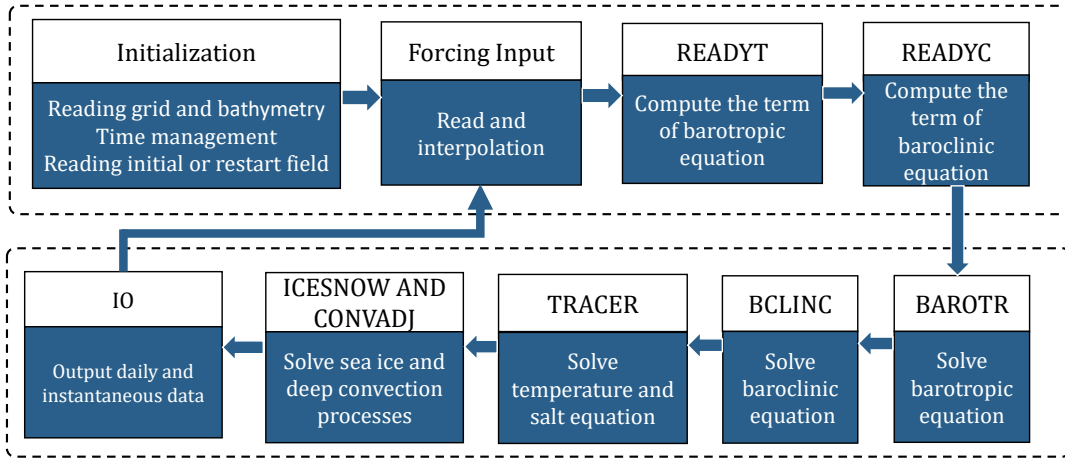 Initialization
Reading grid and bathymetry
Time management
Reading initial or restart field
Forcing Input
Read and
interpolation
READYT
Compute the term
of barotropic
equation
READYC
Compute the
term of
baroclinic
equation
IO
Output daily and
instantaneous data
ICESNOW AND
CONVADJ
Solve sea ice and
deep convection
processes
TRACER
Solve
temperature and
salt equation
BCLINC
Solve
baroclinic
equation
BAROTR
Solve
barotropic
equation